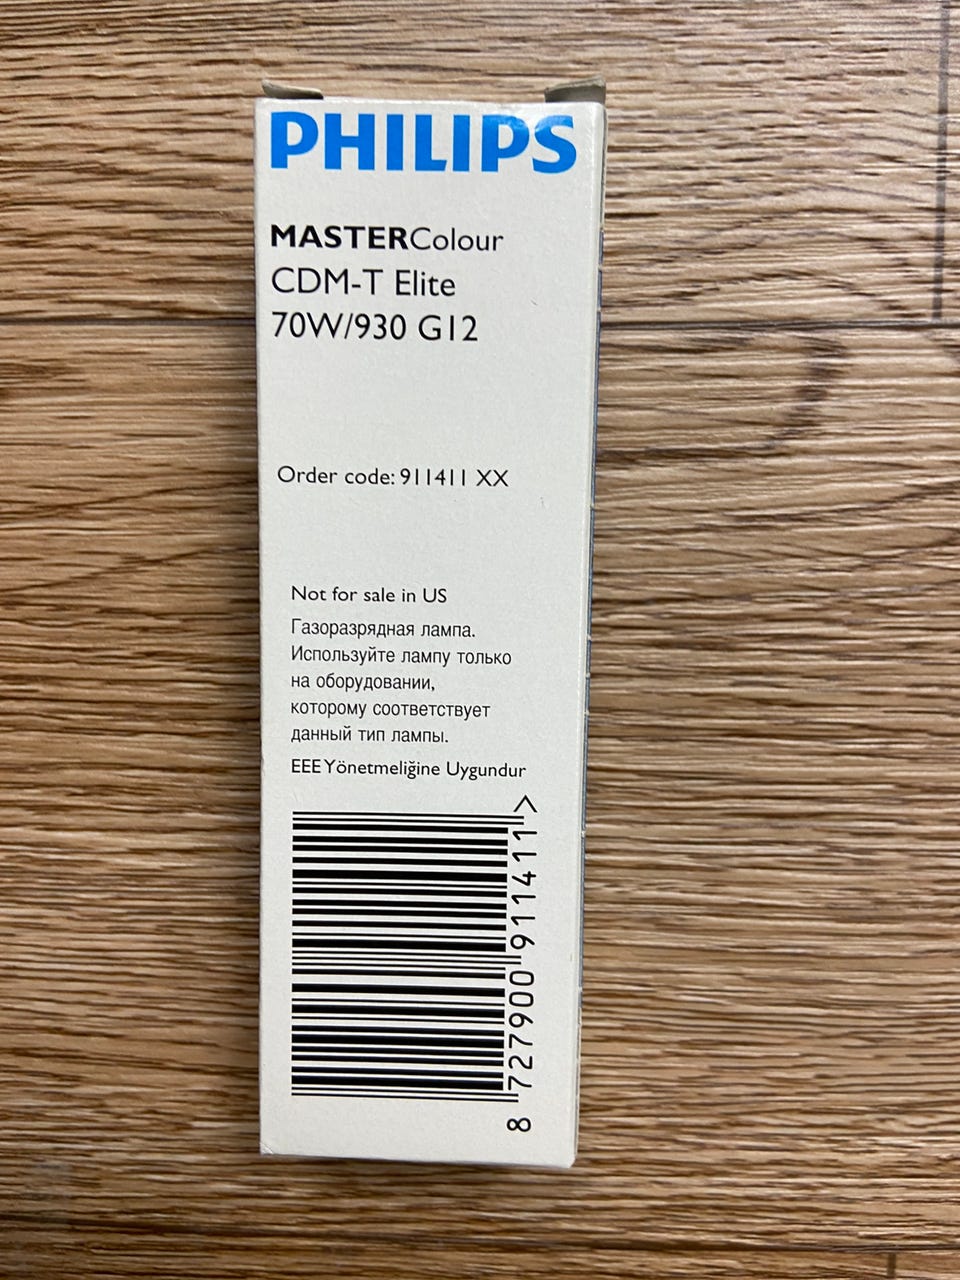 PHILIPS
MASTERColour
CDM-T Elite
70W/930 G12
Order code: 911411 XX
Not for sale in US
Газоразрядная лампа.
Используйте лампу только
на оборудовании,
которому соответствует
данный тип лампы.
EEE Yönetmeliğine Uygundur
8 727900 911411 >